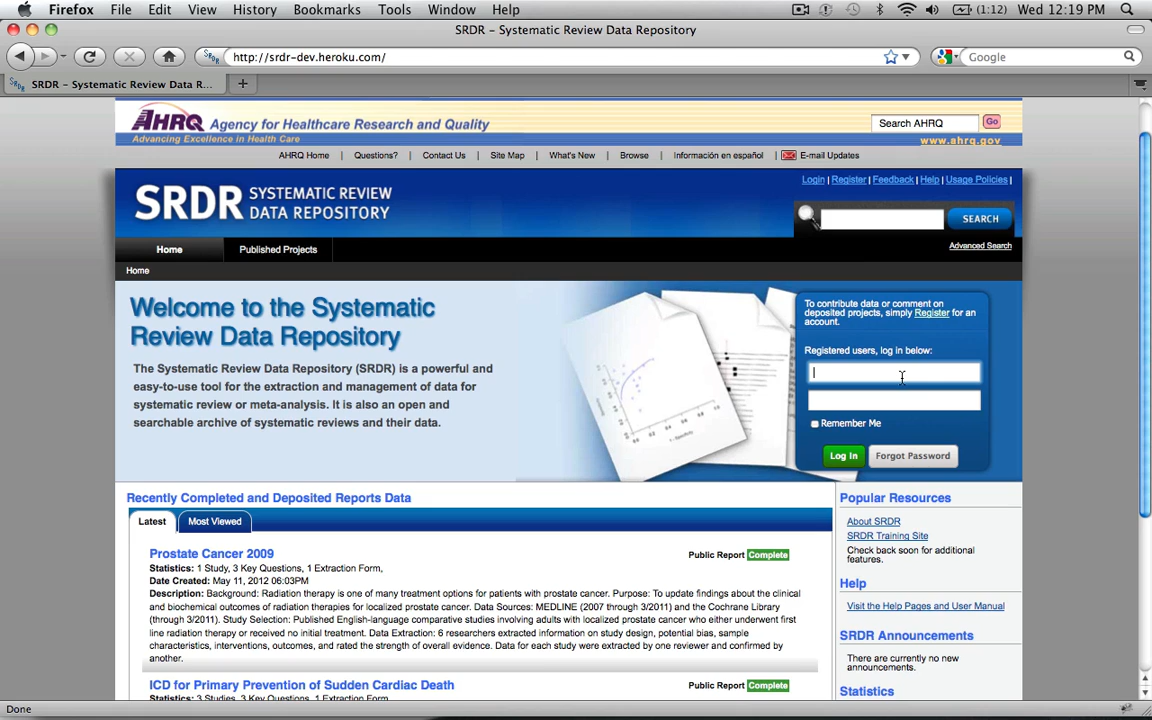 Firefox File Edit View History Bookmarks Tools Window Help (1:12) Wed 12:19 PM
SRDR – Systematic Review Data Repository
http://srdr-dev.heroku.com/
Google
SRDR – Systematic Review Data R...
AHRQ Agency for Healthcare Research and Quality
Advancing Excellence in Health Care
Search AHRQ Go
www.ahrq.gov
AHRQ Home | Questions? | Contact Us | Site Map | What's New | Browse | Información en español | E-mail Updates
Login | Register | Feedback | Help | Usage Policies |
SRDR SYSTEMATIC REVIEW
DATA REPOSITORY
SEARCH
Advanced Search
Home Published Projects
Home
Welcome to the Systematic
Review Data Repository
The Systematic Review Data Repository (SRDR) is a powerful and
easy-to-use tool for the extraction and management of data for
systematic review or meta-analysis. It is also an open and
searchable archive of systematic reviews and their data.
To contribute data or comment on
deposited projects, simply Register for an
account.
Registered users, log in below:
Remember Me
Log In Forgot Password
Recently Completed and Deposited Reports Data
Latest Most Viewed
Prostate Cancer 2009
Public Report Complete
Statistics: 1 Study, 3 Key Questions, 1 Extraction Form,
Date Created: May 11, 2012 06:03PM
Description: Background: Radiation therapy is one of many treatment options for patients with prostate cancer. Purpose: To update findings about the clinical
and biochemical outcomes of radiation therapies for localized prostate cancer. Data Sources: MEDLINE (2007 through 3/2011) and the Cochrane Library
(through 3/2011). Study Selection: Published English-language comparative studies involving adults with localized prostate cancer who either underwent first
line radiation therapy or received no initial treatment. Data Extraction: 6 researchers extracted information on study design, potential bias, sample
characteristics, interventions, outcomes, and rated the strength of overall evidence. Data for each study were extracted by one reviewer and confirmed by
another.
ICD for Primary Prevention of Sudden Cardiac Death
Public Report Complete
Statistics: 3 Studies, 3 Key Questions, 1 Extraction Form,
Popular Resources
About SRDR
SRDR Training Site
Check back soon for additional
features.
Help
Visit the Help Pages and User Manual
SRDR Announcements
There are currently no new
announcements.
Statistics
Done